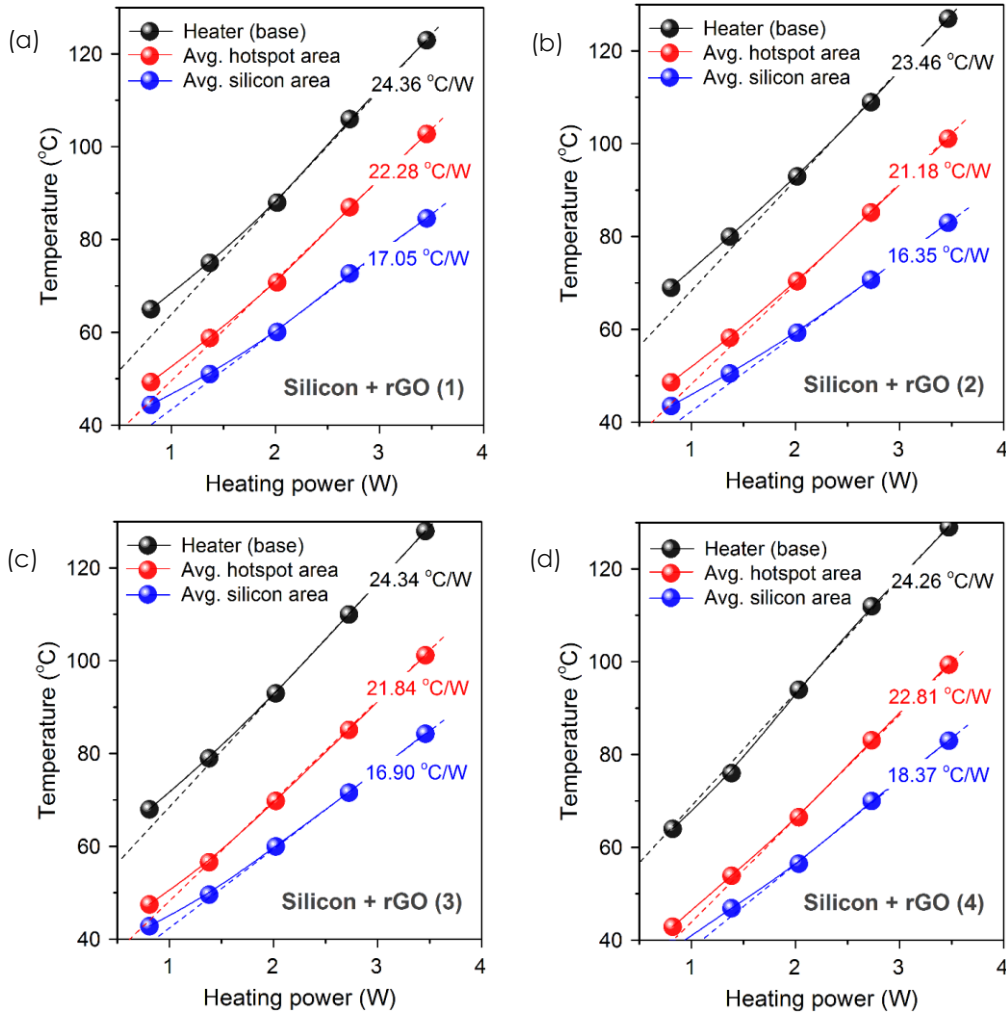 (a)
Heater (base)
Avg. hotspot area
Avg. silicon area
24.36 °C/W
22.28 °C/W
17.05 °C/W
Silicon + rGO (1)
Temperature (°C)
120
100
80
60
40
1 2 3 4
Heating power (W)
(b)
Heater (base)
Avg. hotspot area
Avg. silicon area
23.46 °C/W
21.18 °C/W
16.35 °C/W
Silicon + rGO (2)
Temperature (°C)
120
100
80
60
40
1 2 3 4
Heating power (W)
(c)
Heater (base)
Avg. hotspot area
Avg. silicon area
24.34 °C/W
21.84 °C/W
16.90 °C/W
Silicon + rGO (3)
Temperature (°C)
120
100
80
60
40
1 2 3 4
Heating power (W)
(d)
Heater (base)
Avg. hotspot area
Avg. silicon area
24.26 °C/W
22.81 °C/W
18.37 °C/W
Silicon + rGO (4)
Temperature (°C)
120
100
80
60
40
1 2 3 4
Heating power (W)